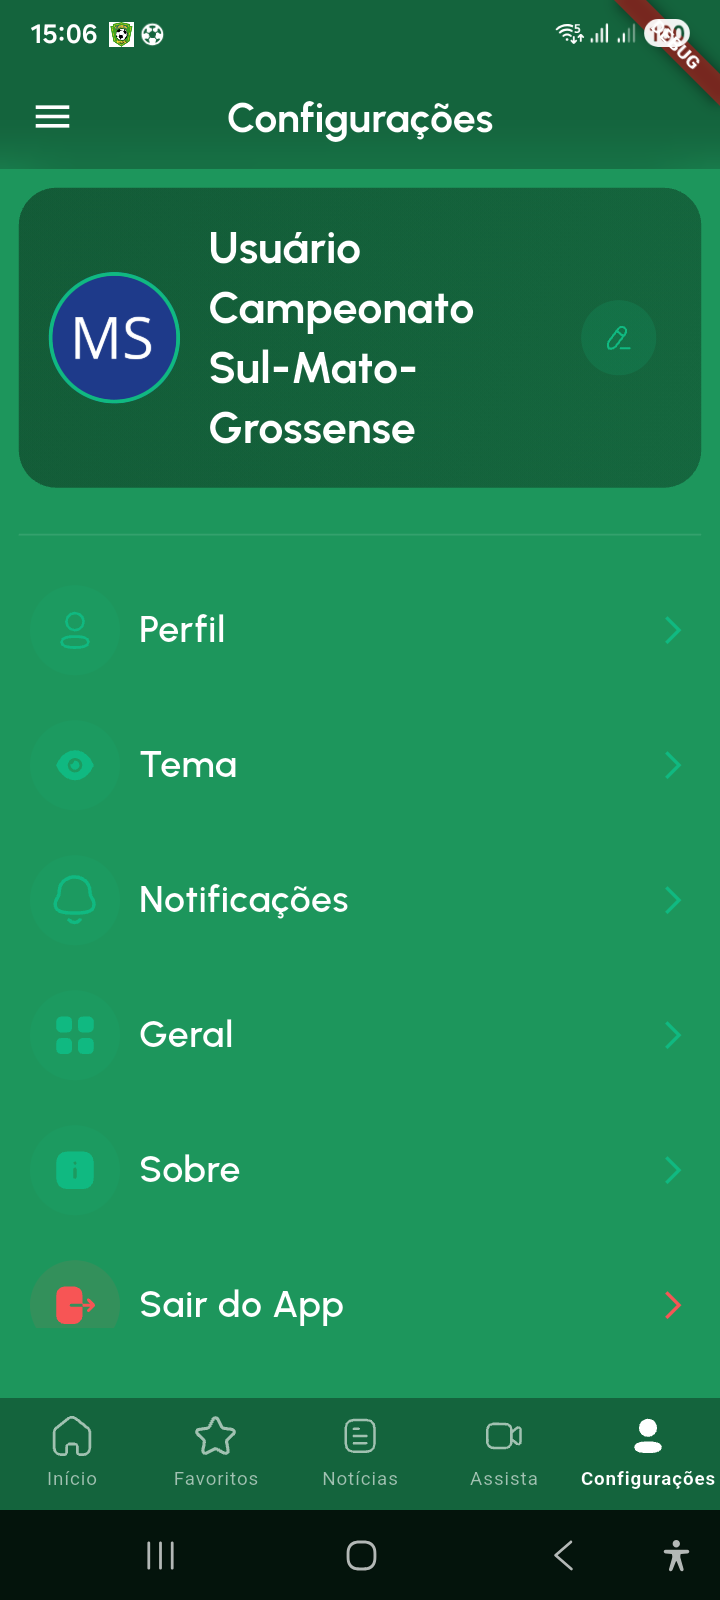 15:06
Configurações
Usuário
Campeonato
Sul-Mato-
Grossense
MS
Perfil
Tema
Notificações
Geral
Sobre
Sair do App
Início Favoritos Notícias Assista Configurações